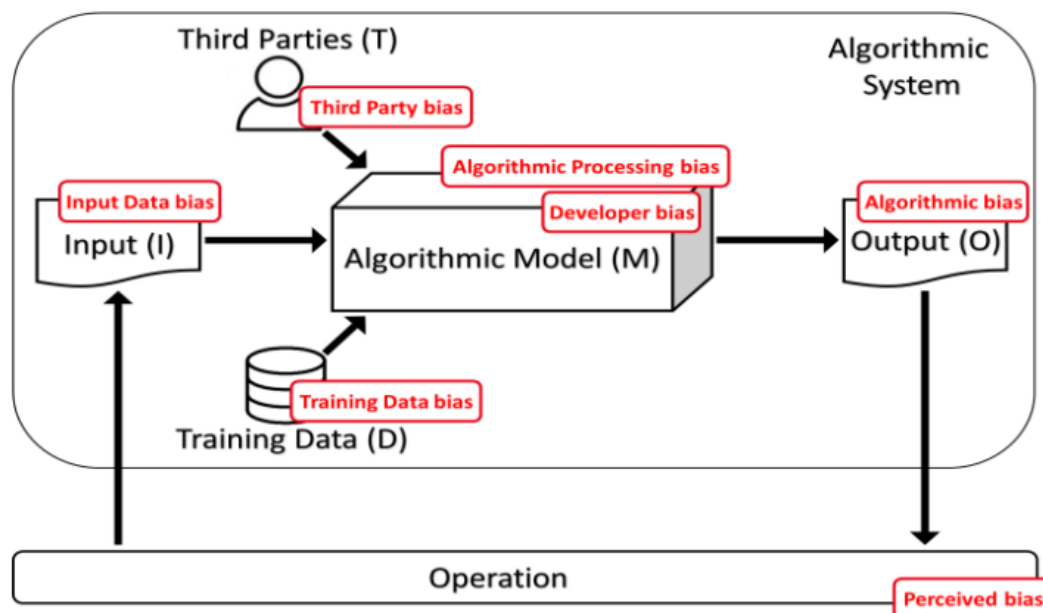 Third Parties (T)
Third Party bias
Algorithmic
System
Algorithmic Processing bias
Input Data bias
Developer bias
Algorithmic bias
Input (I)
Algorithmic Model (M)
Output (O)
Training Data bias
Training Data (D)
Operation
Perceived bias